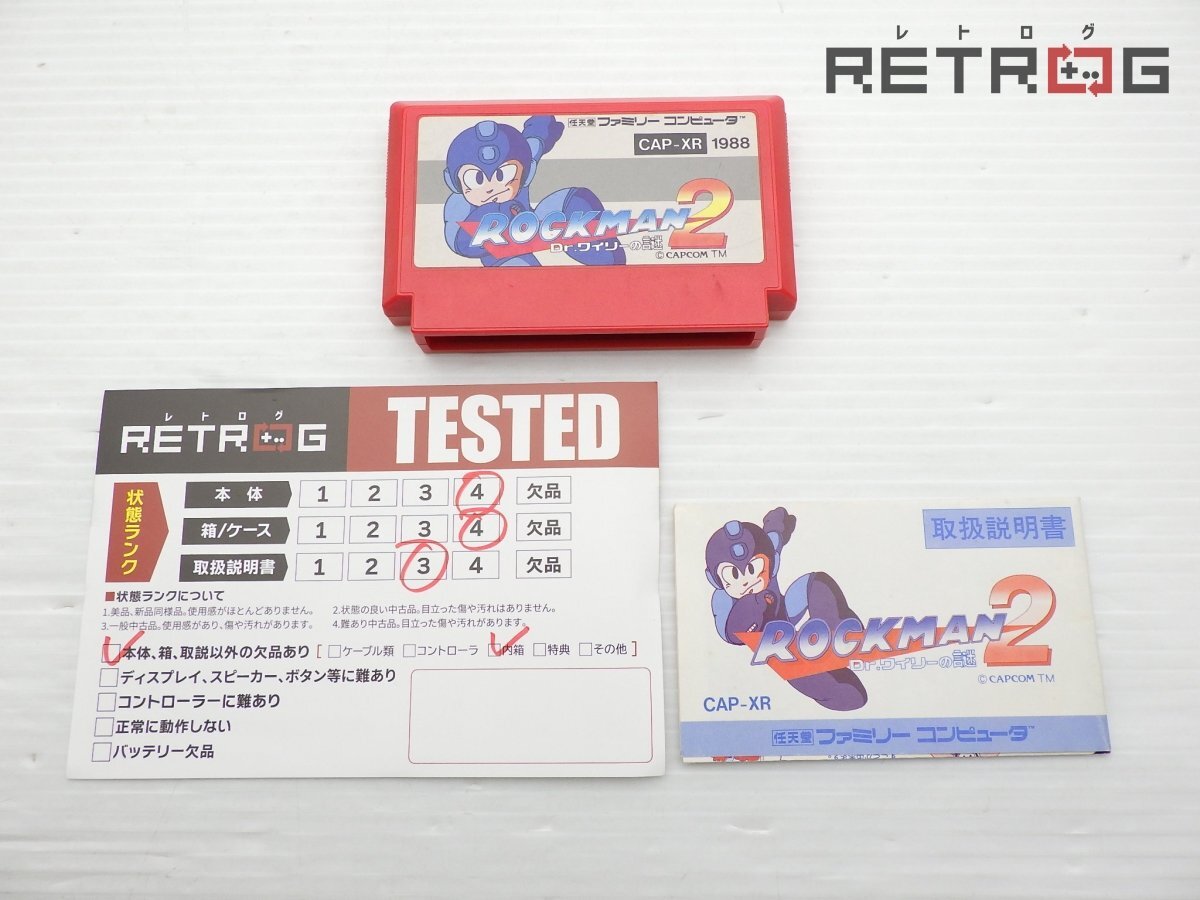 レトログ
RETROG
任天堂 ファミリー コンピュータ™
CAP-XR 1988
ROCKMAN 2
Dr.ワイリーの謎
©CAPCOM TM
レトログ
RETROG
TESTED
状態ランク
本体 1 2 3 4 欠品
箱/ケース 1 2 3 4 欠品
取扱説明書 1 2 3 4 欠品
■状態ランクについて
1.美品、新品同様品。使用感がほとんどありません。 2.状態の良い中古品。目立った傷や汚れはありません。
3.一般中古品。使用感があり、傷や汚れがあります。 4.難あり中古品。目立った傷や汚れがあります。
本体、箱、取説以外の欠品あり [ □ケーブル類 □コントローラ □内箱 □特典 □その他 ]
□ディスプレイ、スピーカー、ボタン等に難あり
□コントローラーに難あり
□正常に動作しない
□バッテリー欠品
取扱説明書
ROCKMAN 2
Dr.ワイリーの謎
©CAPCOM TM
CAP-XR
任天堂 ファミリー コンピュータ™